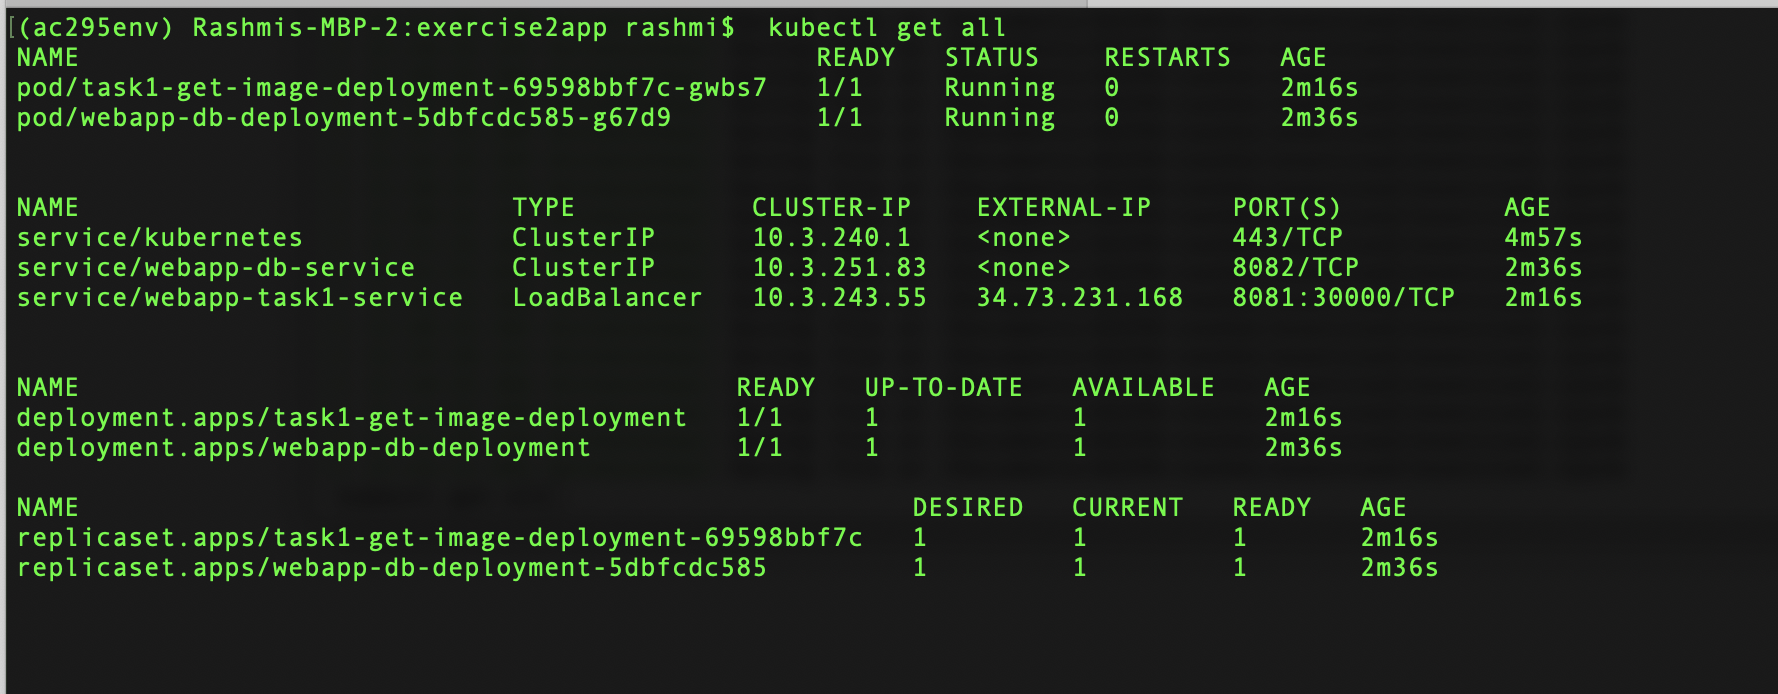 [(ac295env) Rashmis-MBP-2:exercise2app rashmi$  kubectl get all
NAME                                              READY   STATUS    RESTARTS   AGE
pod/task1-get-image-deployment-69598bbf7c-gwbs7   1/1     Running   0          2m16s
pod/webapp-db-deployment-5dbfcdc585-g67d9         1/1     Running   0          2m36s
NAME                           TYPE           CLUSTER-IP    EXTERNAL-IP     PORT(S)          AGE
service/kubernetes             ClusterIP      10.3.240.1    <none>          443/TCP          4m57s
service/webapp-db-service      ClusterIP      10.3.251.83   <none>          8082/TCP         2m36s
service/webapp-task1-service   LoadBalancer   10.3.243.55   34.73.231.168   8081:30000/TCP   2m16s
NAME                                         READY   UP-TO-DATE   AVAILABLE   AGE
deployment.apps/task1-get-image-deployment   1/1     1            1           2m16s
deployment.apps/webapp-db-deployment         1/1     1            1           2m36s
NAME                                                    DESIRED   CURRENT   READY   AGE
replicaset.apps/task1-get-image-deployment-69598bbf7c   1         1         1       2m16s
replicaset.apps/webapp-db-deployment-5dbfcdc585         1         1         1       2m36s